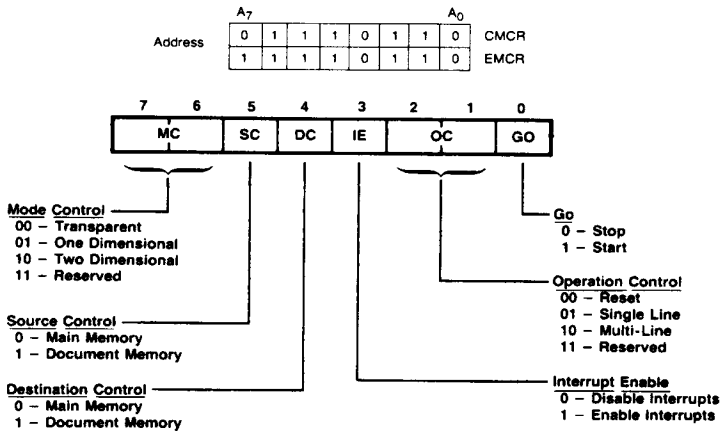 A7 A0
Address 0 1 1 1 0 1 1 0 CMCR
1 1 1 1 0 1 1 0 EMCR
7 6 5 4 3 2 1 0
MC SC DC IE OC GO
Mode Control
00 – Transparent
01 – One Dimensional
10 – Two Dimensional
11 – Reserved
Source Control
0 – Main Memory
1 – Document Memory
Destination Control
0 – Main Memory
1 – Document Memory
Go
0 – Stop
1 – Start
Operation Control
00 – Reset
01 – Single Line
10 – Multi-Line
11 – Reserved
Interrupt Enable
0 – Disable Interrupts
1 – Enable Interrupts